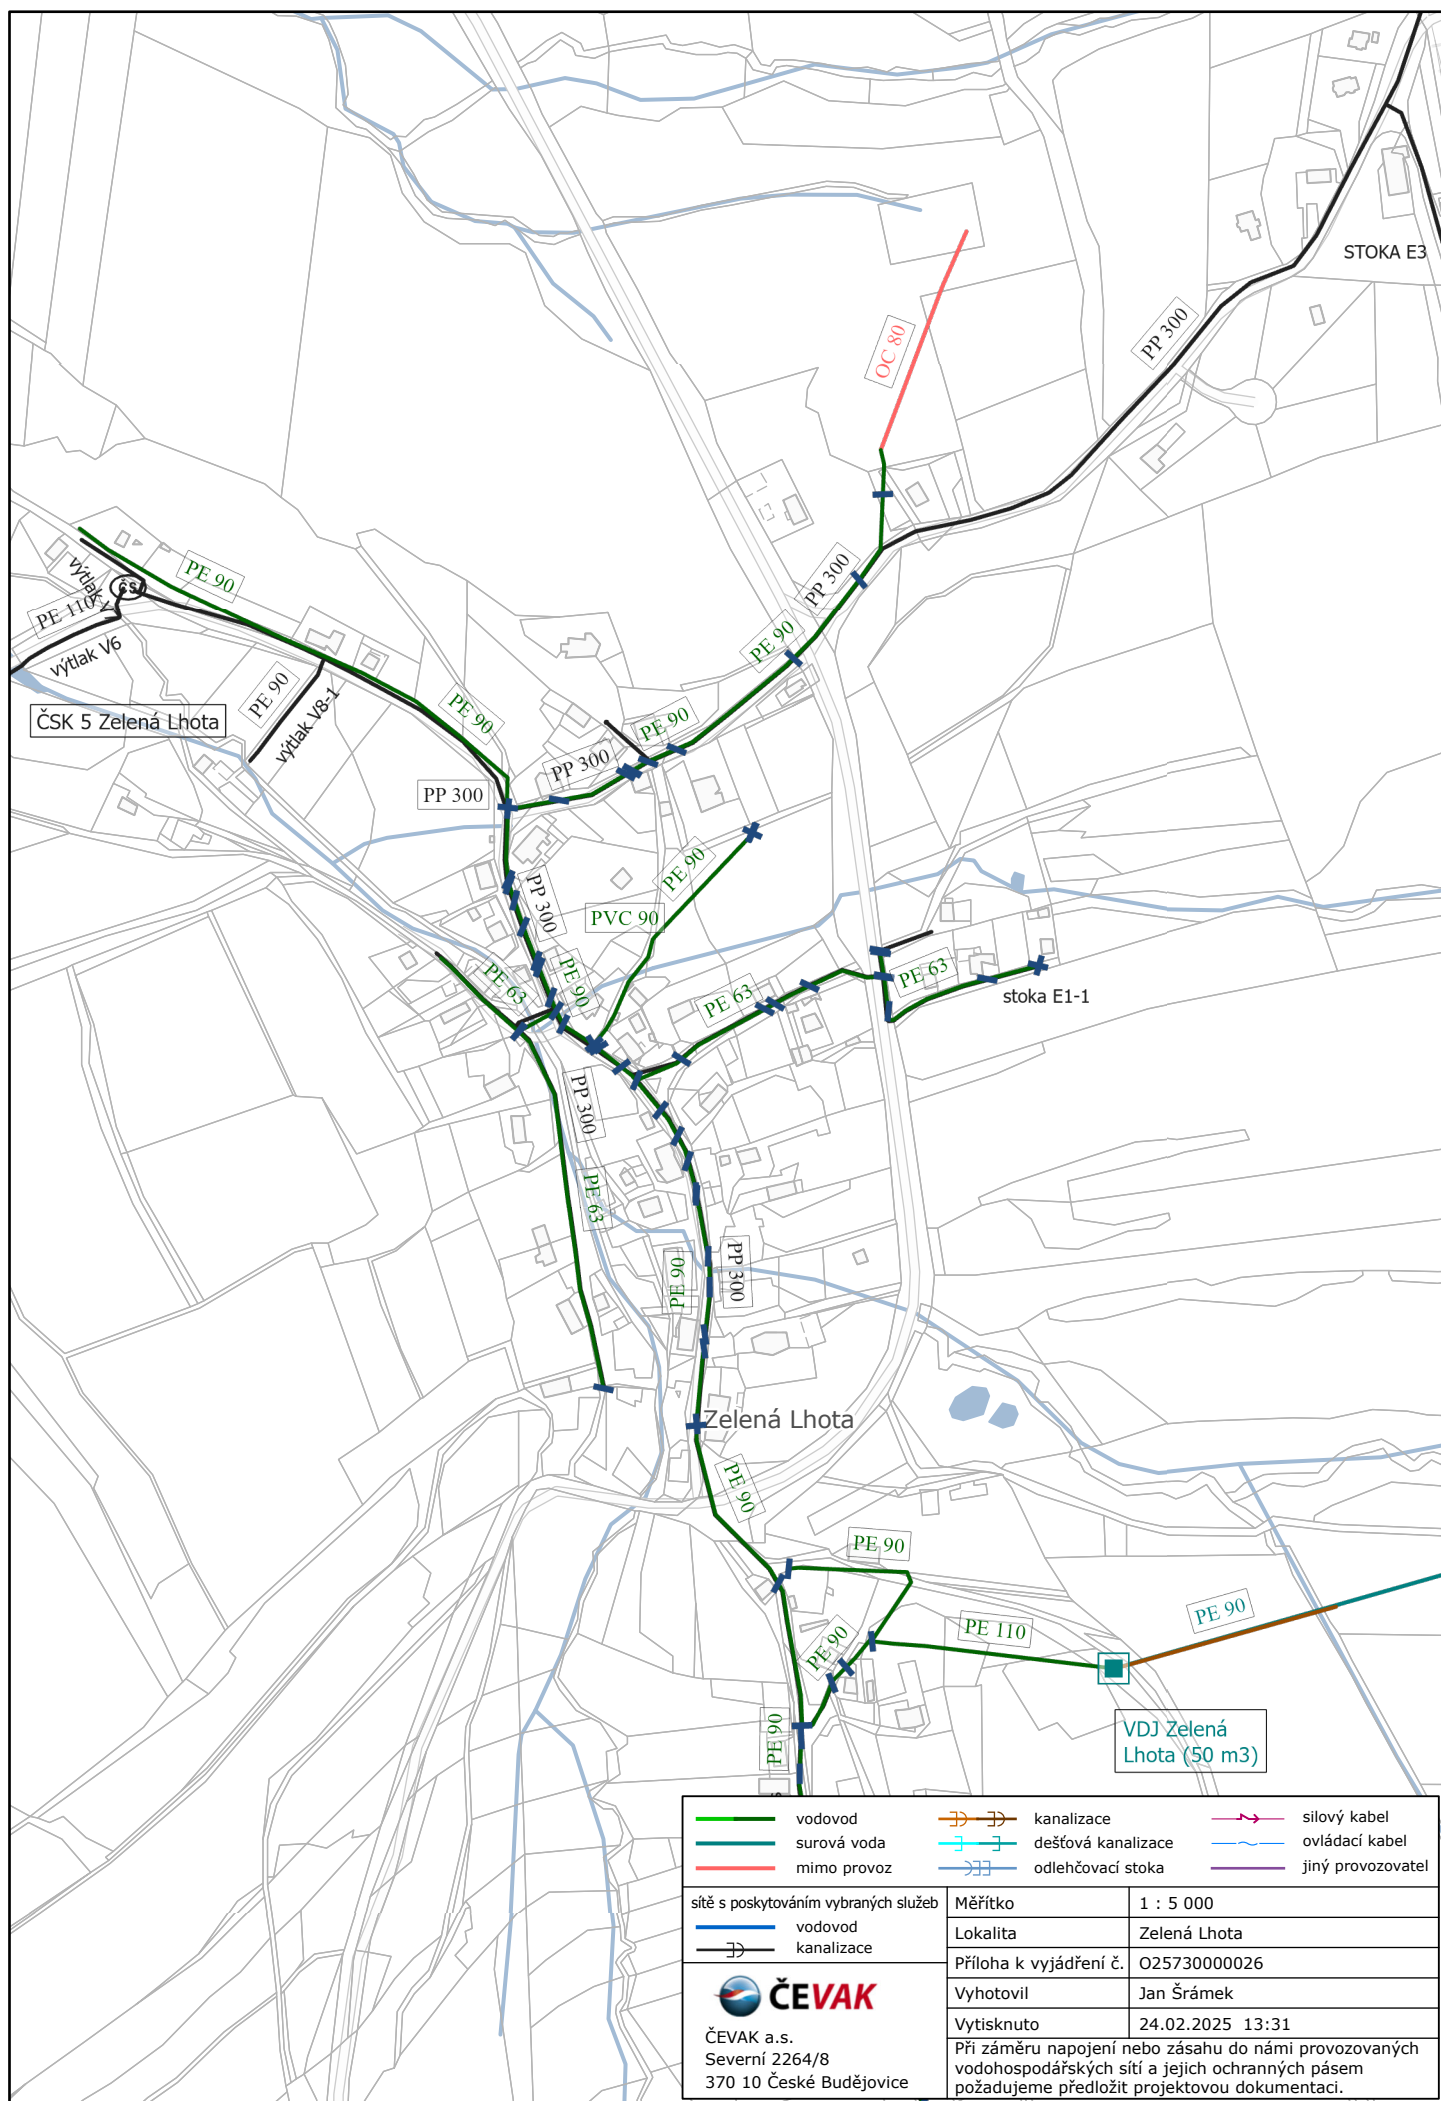 STOKA E3
PP 300
OC 80
PP 300
PE 90
výtlak V7
ČS
PE 90
PE 110
výtlak V6
PE 90
výtlak V8-1
ČSK 5 Zelená Lhota
PE 90
PE 90
PP 300
PP 300
PE 90
PVC 90
PP 300
PE 90
PE 63
PE 63
PE 63
stoka E1-1
PP 300
PE 63
PE 90
PP 300
Zelená Lhota
PE 90
PE 90
PE 90
PE 110
PE 90
PE 90
VDJ Zelená
Lhota (50 m3)
vodovod
surová voda
mimo provoz
kanalizace
dešťová kanalizace
odlehčovací stoka
silový kabel
ovládací kabel
jiný provozovatel
sítě s poskytováním vybraných služeb
vodovod
kanalizace
Měřítko 1 : 5 000
Lokalita Zelená Lhota
Příloha k vyjádření č. O25730000026
Vyhotovil Jan Šrámek
Vytisknuto 24.02.2025 13:31
ČEVAK
ČEVAK a.s.
Severní 2264/8
370 10 České Budějovice
Při záměru napojení nebo zásahu do námi provozovaných
vodohospodářských sítí a jejich ochranných pásem
požadujeme předložit projektovou dokumentaci.